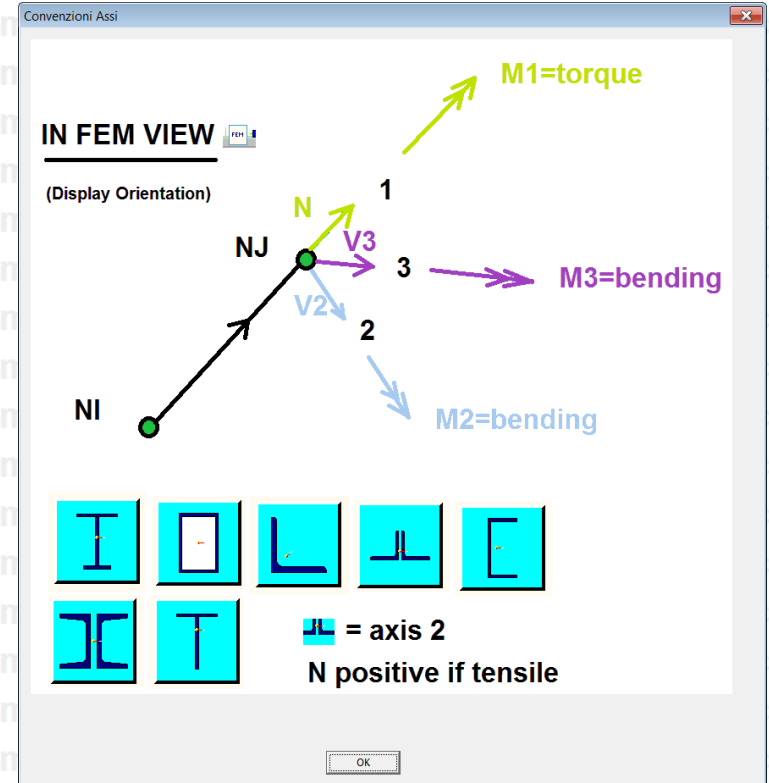 Convenzioni Assi
M1=torque
IN FEM VIEW
FEM
(Display Orientation)
1
N
NJ
V3
3
M3=bending
V2
2
NI
M2=bending
= axis 2
N positive if tensile
OK